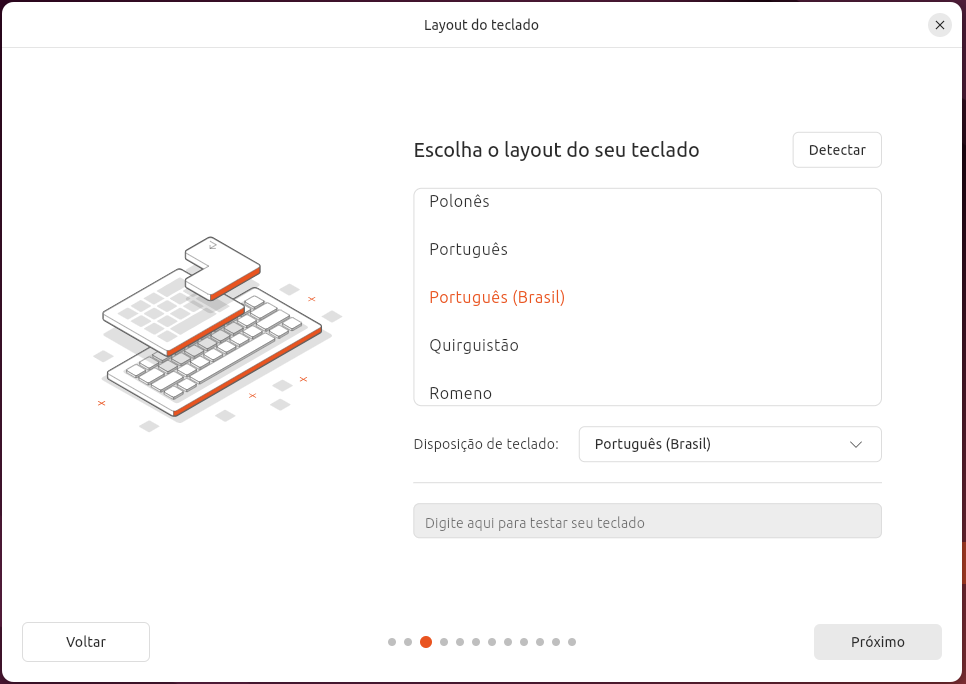 Layout do teclado
Escolha o layout do seu teclado
Detectar
Polonês
Português
Português (Brasil)
Quirguistão
Romeno
Disposição de teclado:
Português (Brasil)
Digite aqui para testar seu teclado
Voltar
Próximo